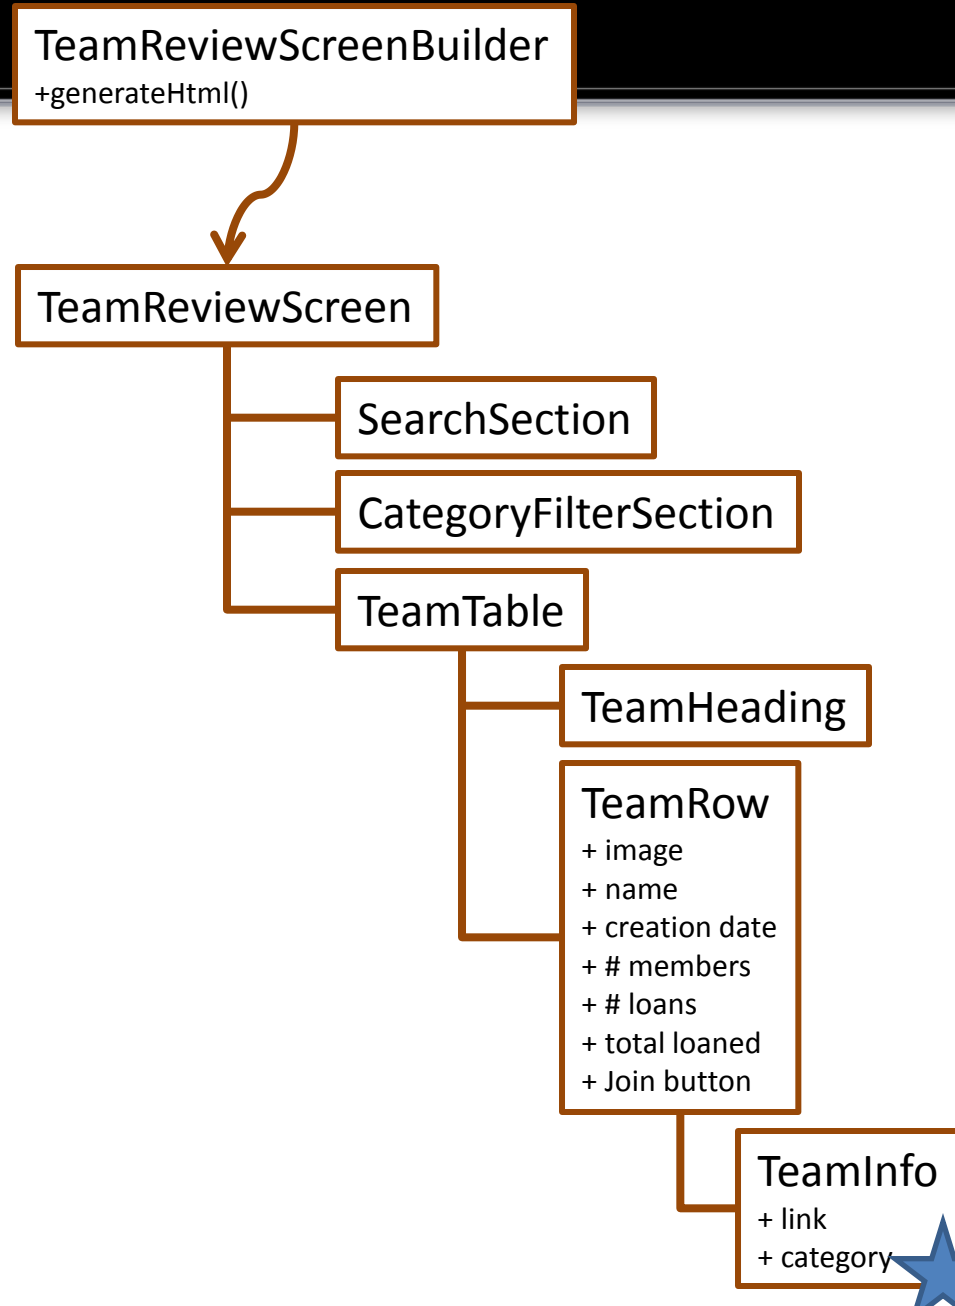 TeamReviewScreenBuilder
+generateHtml()
TeamReviewScreen
SearchSection
CategoryFilterSection
TeamTable
TeamHeading
TeamRow
+ image
+ name
+ creation date
+ # members
+ # loans
+ total loaned
+ Join button
TeamInfo
+ link
+ category